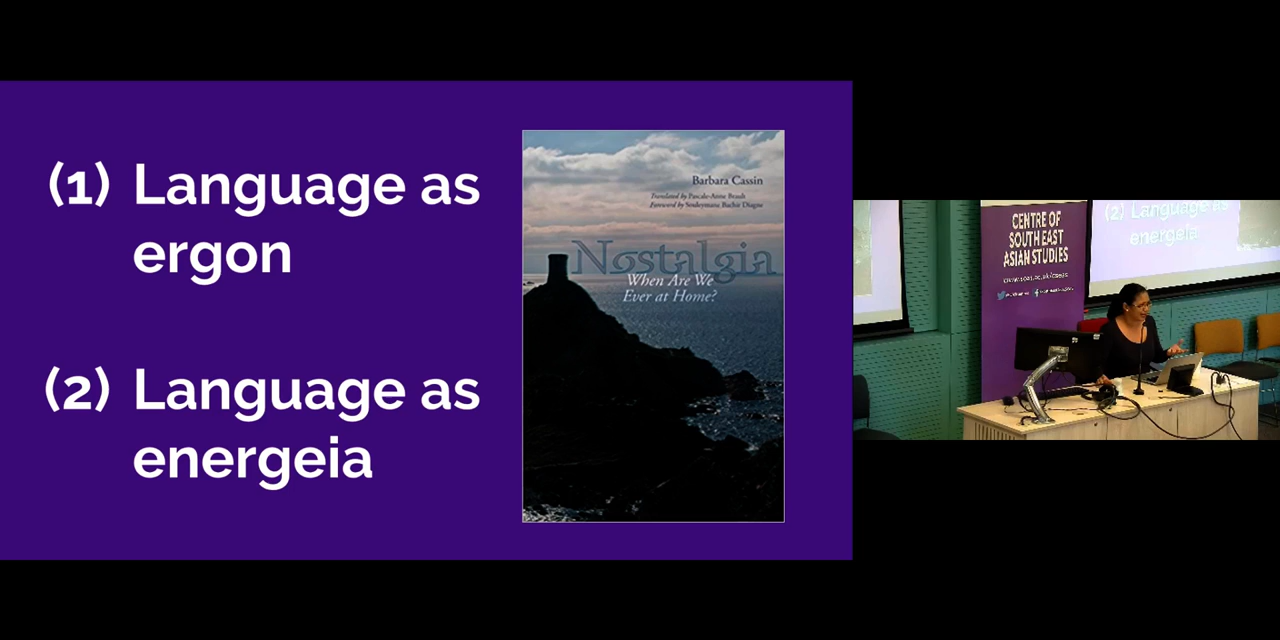 (1) Language as
ergon
(2) Language as
energeia
Barbara Cassin
Translated by Pascale-Anne Brault
Foreword by Souleymane Bachir Diagne
Nostalgia
When Are We
Ever at Home?
CENTRE OF
SOUTH EAST
ASIAN STUDIES
(2) Language as
energeia